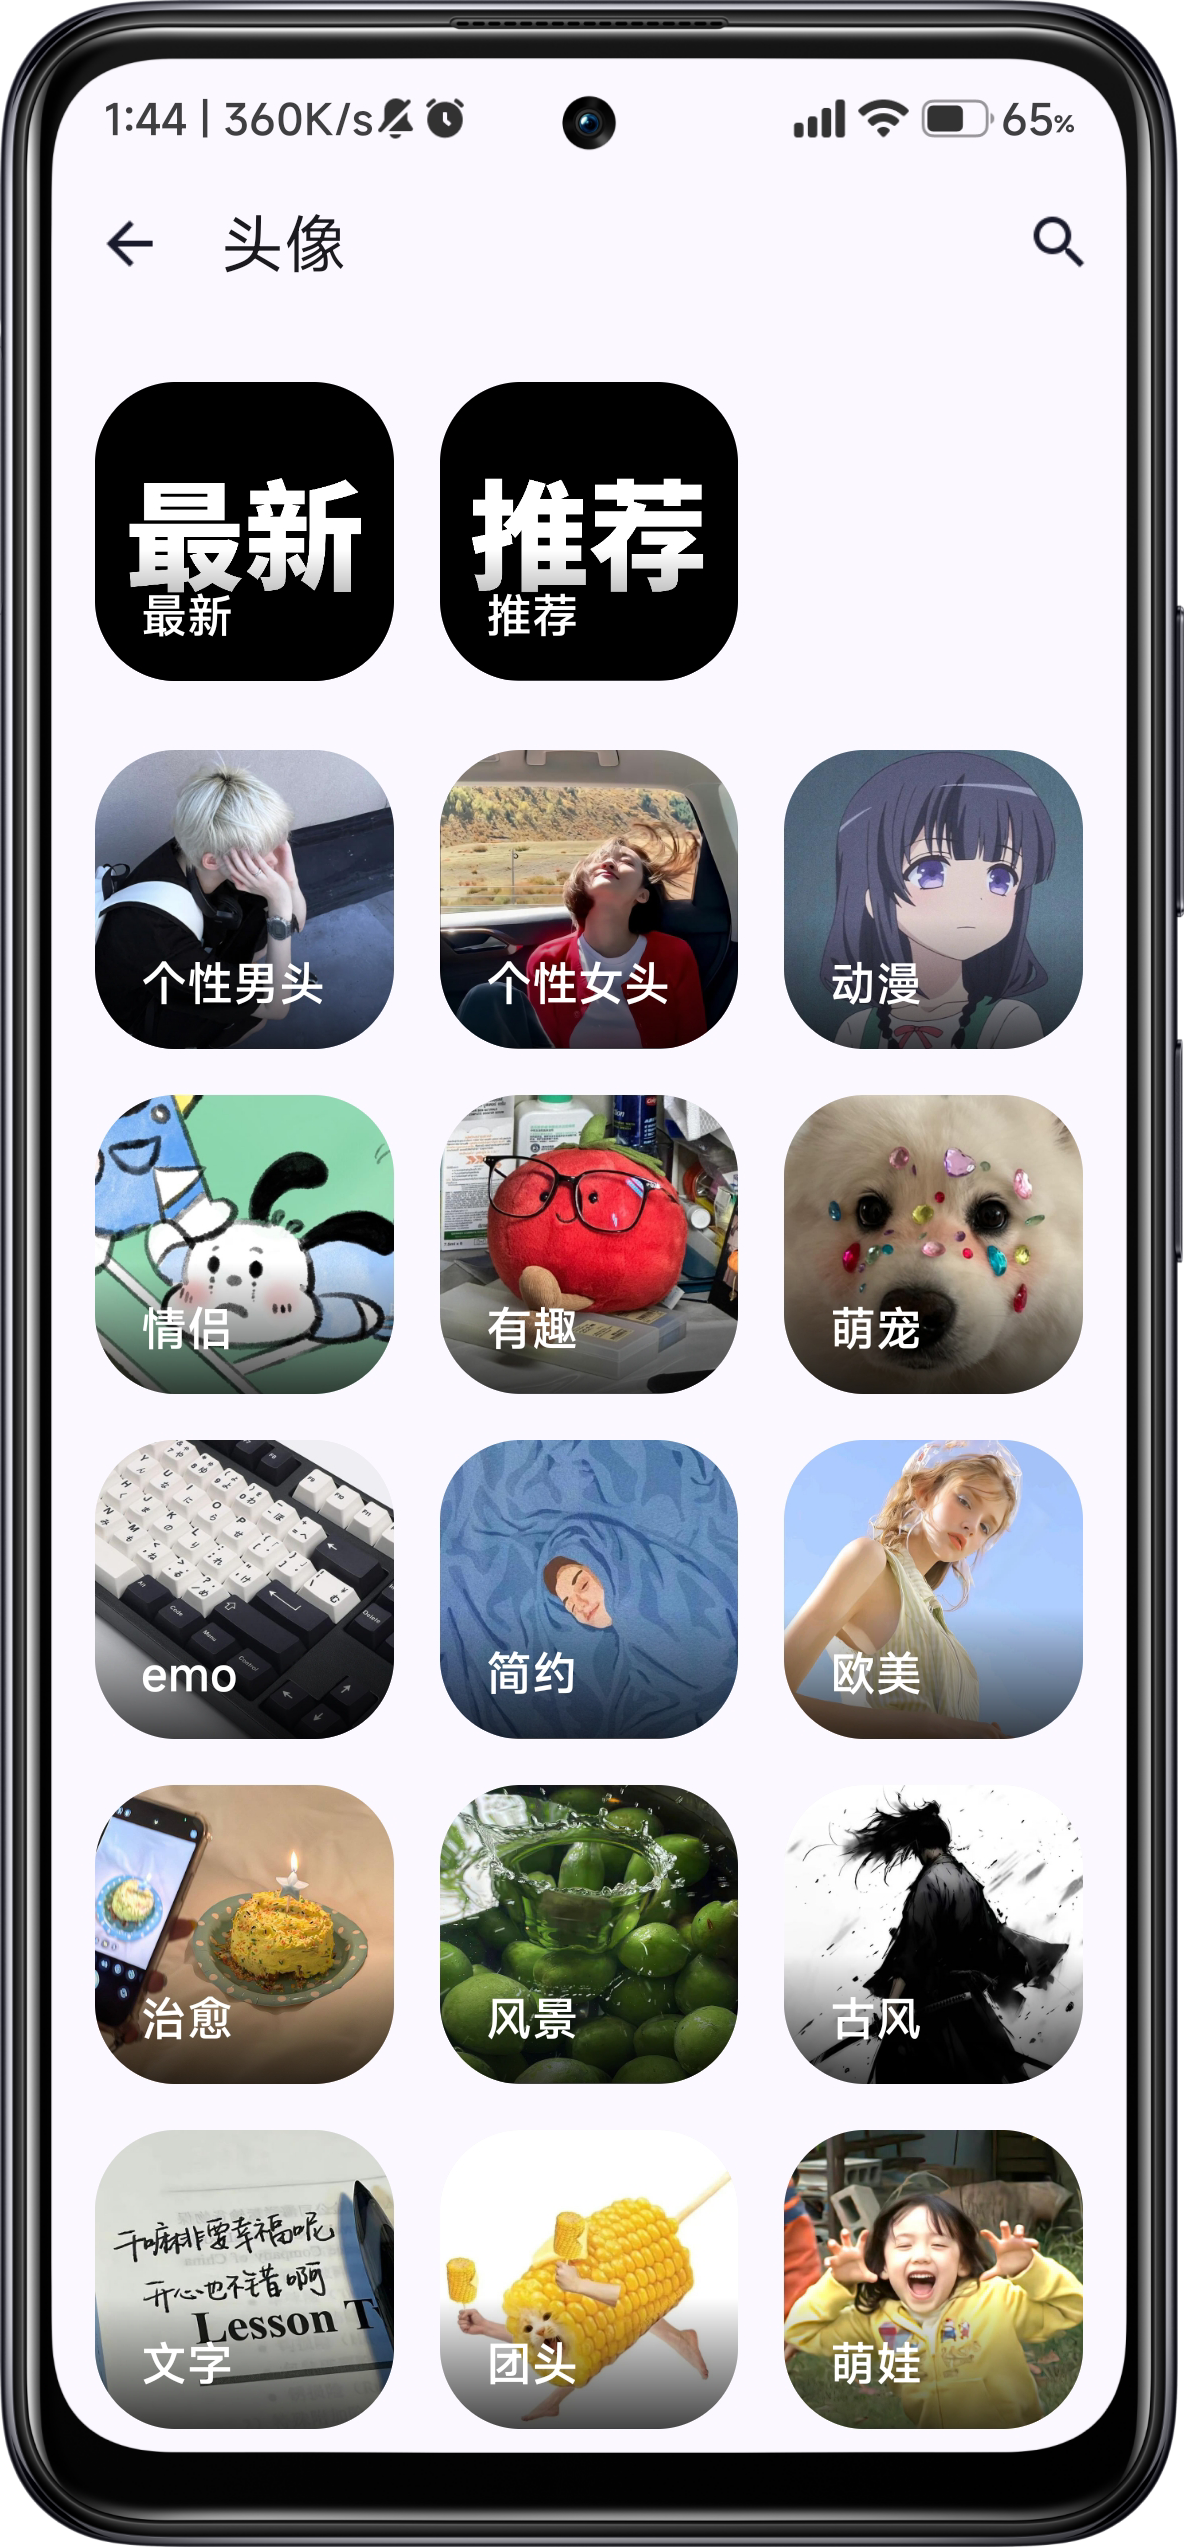 1:44 | 360K/s
65%
头像
最新
推荐
最新
推荐
个性男头
个性女头
动漫
情侣
有趣
萌宠
emo
简约
欧美
治愈
风景
古风
干嘛非要幸福呢
开心也不错啊
Lesson T
文字
团头
萌娃